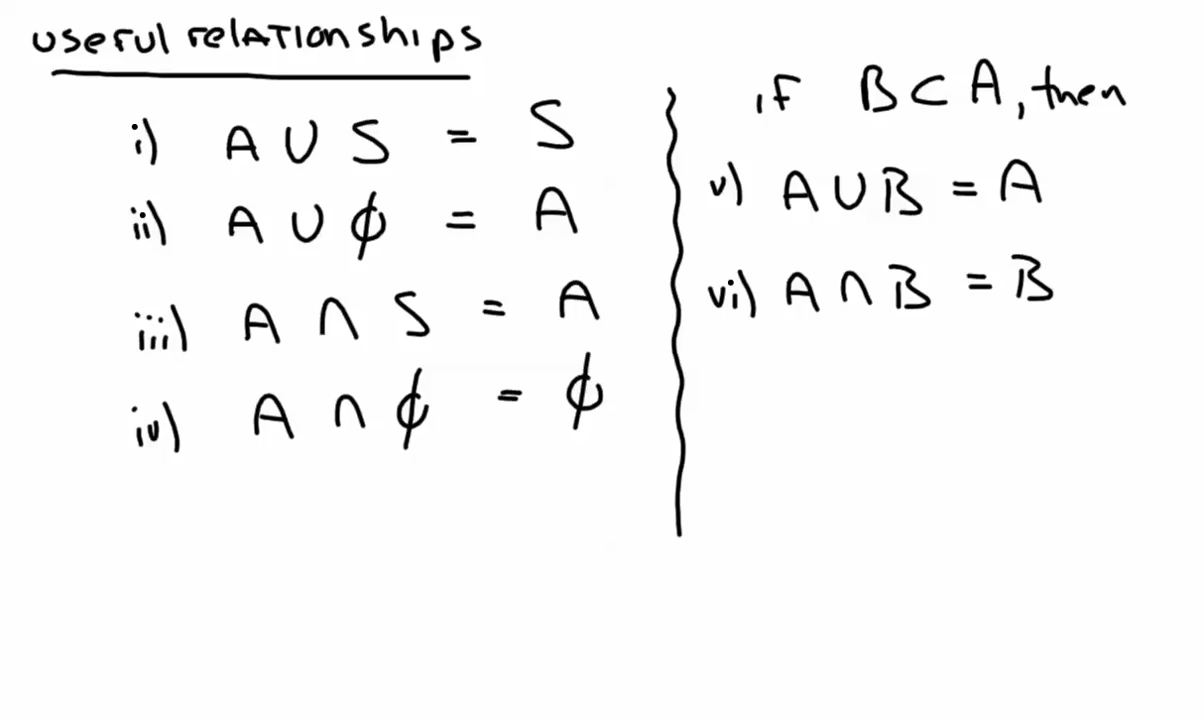 useful relationships
i) A ∪ S = S
ii) A ∪ ϕ = A
iii) A ∩ S = A
iv) A ∩ ϕ = ϕ
if B ⊂ A, then
v) A ∪ B = A
vi) A ∩ B = B